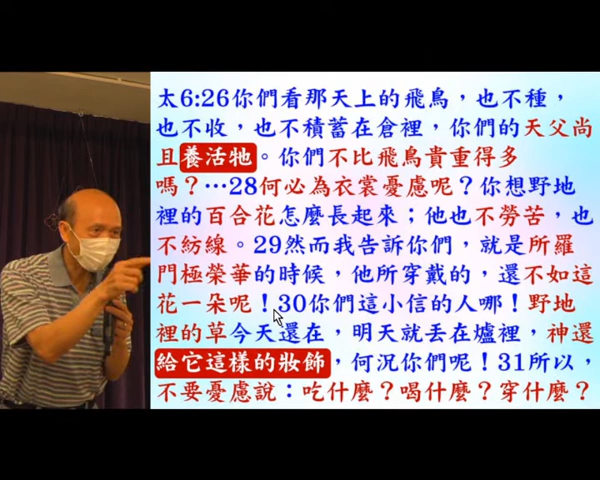 太6:26你們看那天上的飛鳥，也不種，
也不收，也不積蓄在倉裡，你們的天父尚
且養活牠。你們不比飛鳥貴重得多
嗎？…28何必為衣裳憂慮呢？你想野地
裡的百合花怎麼長起來；他也不勞苦，也
不紡線。29然而我告訴你們，就是所羅
門極榮華的時候，他所穿戴的，還不如這
花一朵呢！30你們這小信的人哪！野地
裡的草今天還在，明天就丟在爐裡，神還
給它這樣的妝飾，何況你們呢！31所以，
不要憂慮說：吃什麼？喝什麼？穿什麼？